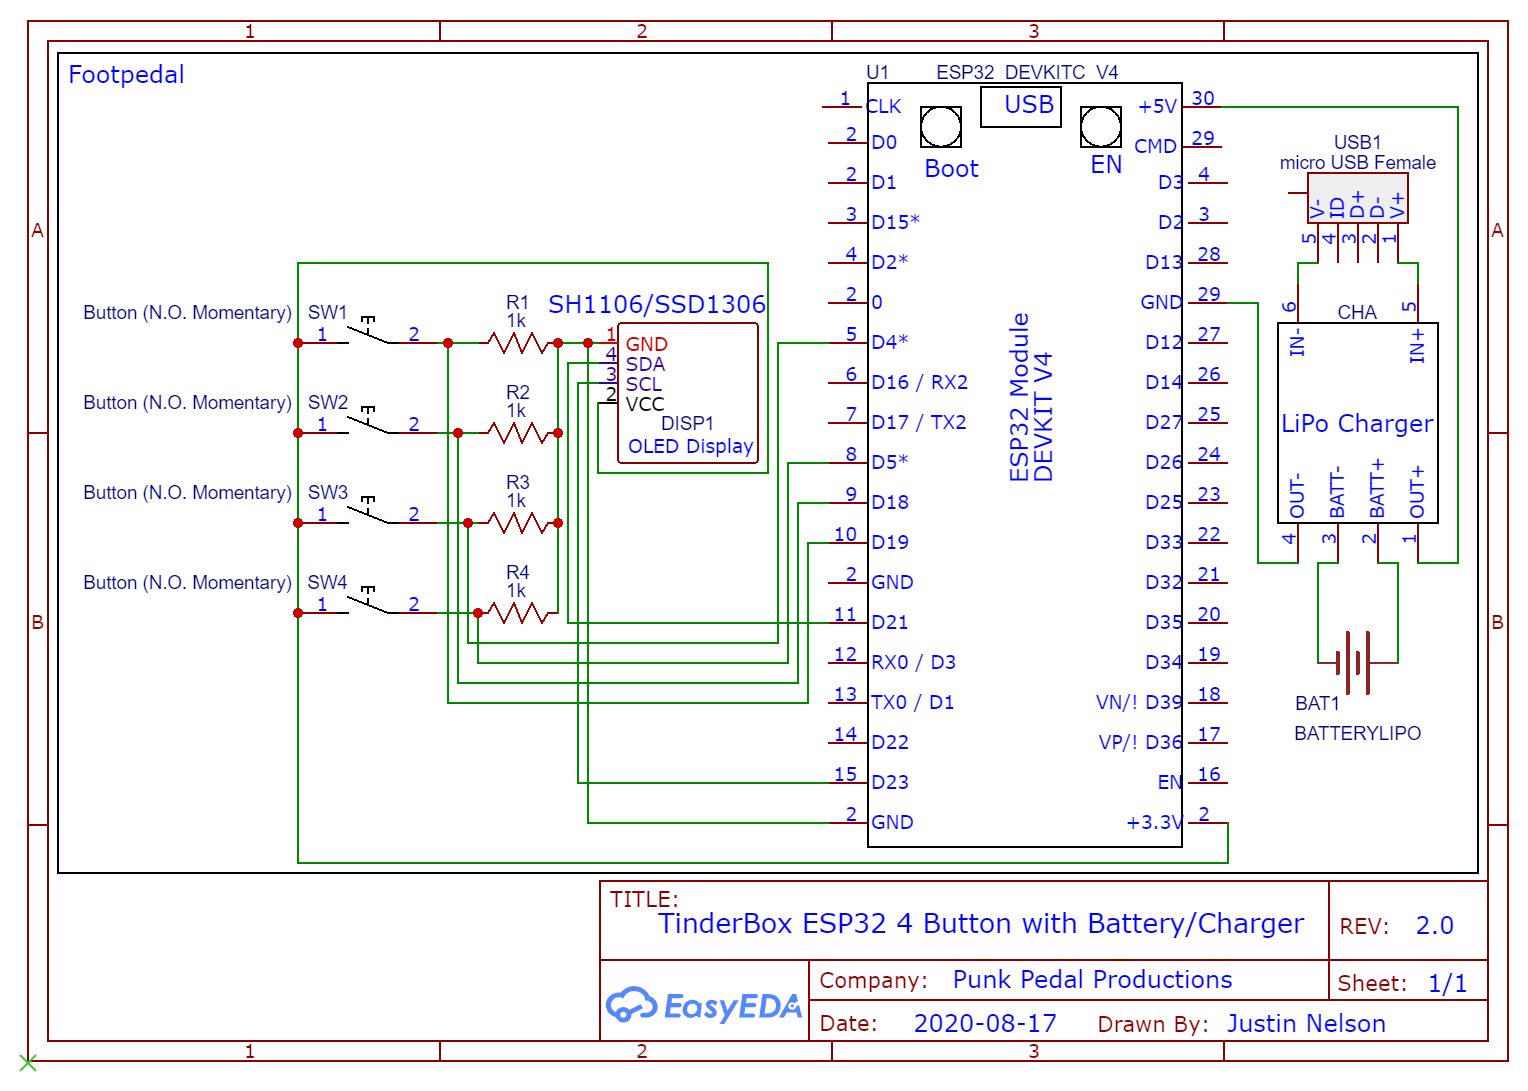 1
2
3
Footpedal
U1
ESP32 DEVKITC V4
USB
Boot
EN
1
CLK
2
D0
2
D1
3
D15*
4
D2*
2
0
5
D4*
6
D16 / RX2
7
D17 / TX2
8
D5*
9
D18
10
D19
2
GND
11
D21
12
RX0 / D3
13
TX0 / D1
14
D22
15
D23
2
GND
ESP32 Module
DEVKIT V4
+5V
30
CMD
29
D3
4
D2
3
D13
28
GND
29
D12
27
D14
26
D27
25
D26
24
D25
23
D33
22
D32
21
D35
20
D34
19
VN/! D39
18
VP/! D36
17
EN
16
+3.3V
2
USB1
micro USB Female
V-
ID
D+
D-
V+
5
4
3
2
1
6
CHA
5
IN-
IN+
LiPo Charger
OUT-
BATT-
BATT+
OUT+
4
3
2
1
BAT1
BATTERYLIPO
Button (N.O. Momentary)
SW1
1
2
R1
1k
Button (N.O. Momentary)
SW2
1
2
R2
1k
Button (N.O. Momentary)
SW3
1
2
R3
1k
Button (N.O. Momentary)
SW4
1
2
R4
1k
SH1106/SSD1306
1
GND
4
SDA
3
SCL
2
VCC
DISP1
OLED Display
A
B
A
B
TITLE:
TinderBox ESP32 4 Button with Battery/Charger
REV: 2.0
EasyEDA
Company: Punk Pedal Productions
Sheet: 1/1
Date: 2020-08-17
Drawn By: Justin Nelson
1
2
3